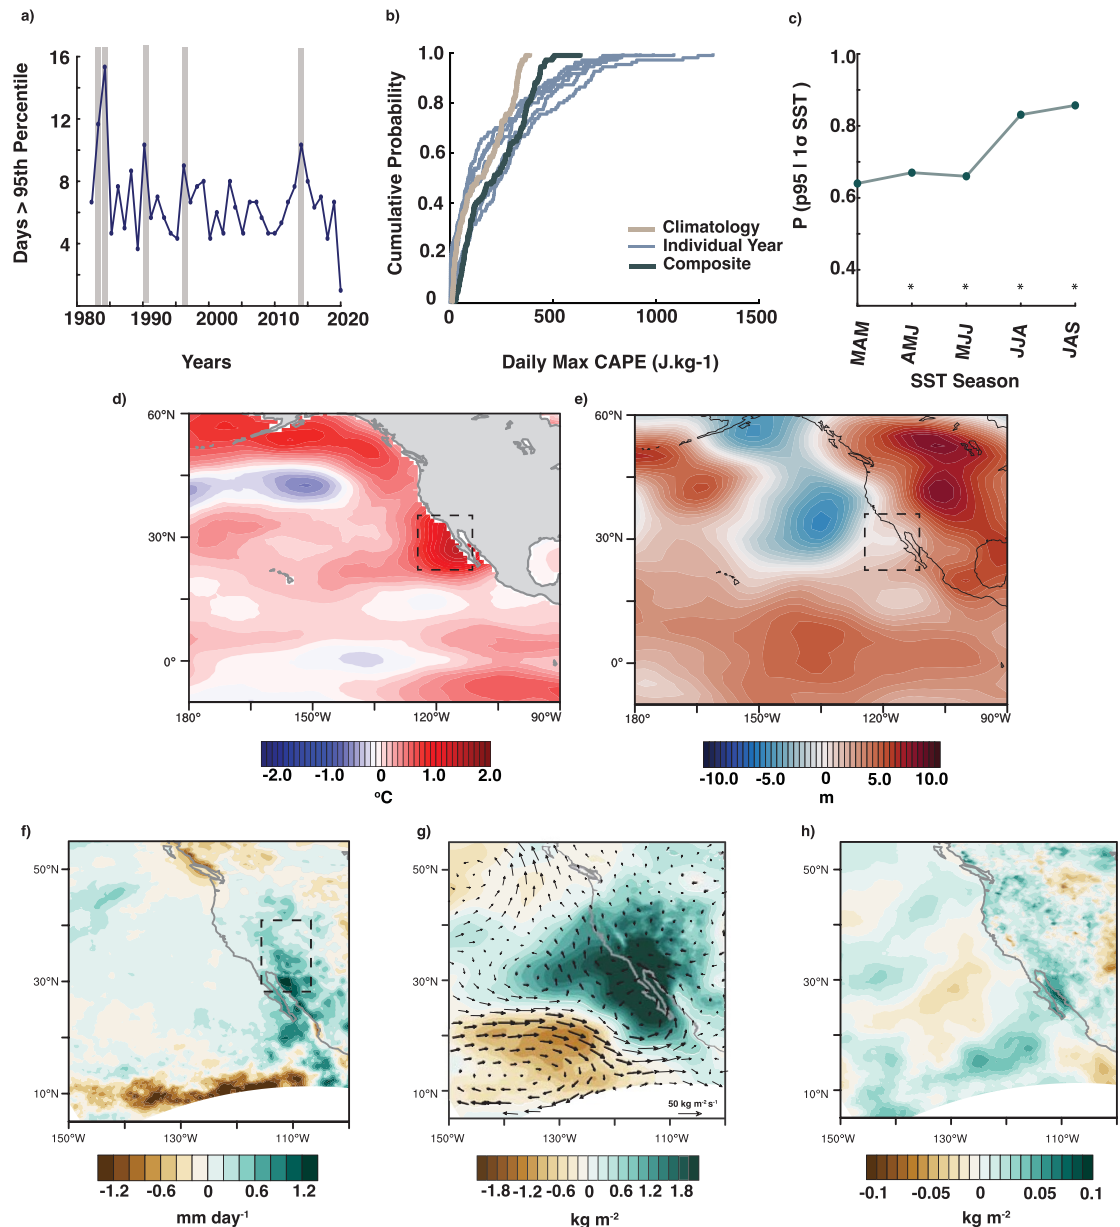 a)
Days > 95th Percentile
16
12
8
4
1980 1990 2000 2010 2020
Years
b)
Cumulative Probability
1.0
0.8
0.6
0.4
0.2
0
Climatology
Individual Year
Composite
0 500 1000 1500
Daily Max CAPE (J.kg-1)
c)
P (p95 | 1σ SST )
1.0
0.8
0.6
0.4
* * * *
MAM AMJ MJJ JJA JAS
SST Season
d)
60°N
30°N
0°
180° 150°W 120°W 90°W
-2.0 -1.0 0 1.0 2.0
°C
e)
60°N
30°N
0°
180° 150°W 120°W 90°W
-10.0 -5.0 0 5.0 10.0
m
f)
50°N
30°N
10°N
150°W 130°W 110°W
-1.2 -0.6 0 0.6 1.2
mm day-1
g)
50°N
30°N
10°N
50 kg m-2 s-1
150°W 130°W 110°W
-1.8 -1.2 -0.6 0 0.6 1.2 1.8
kg m-2
h)
50°N
30°N
10°N
150°W 130°W 110°W
-0.1 -0.05 0 0.05 0.1
kg m-2